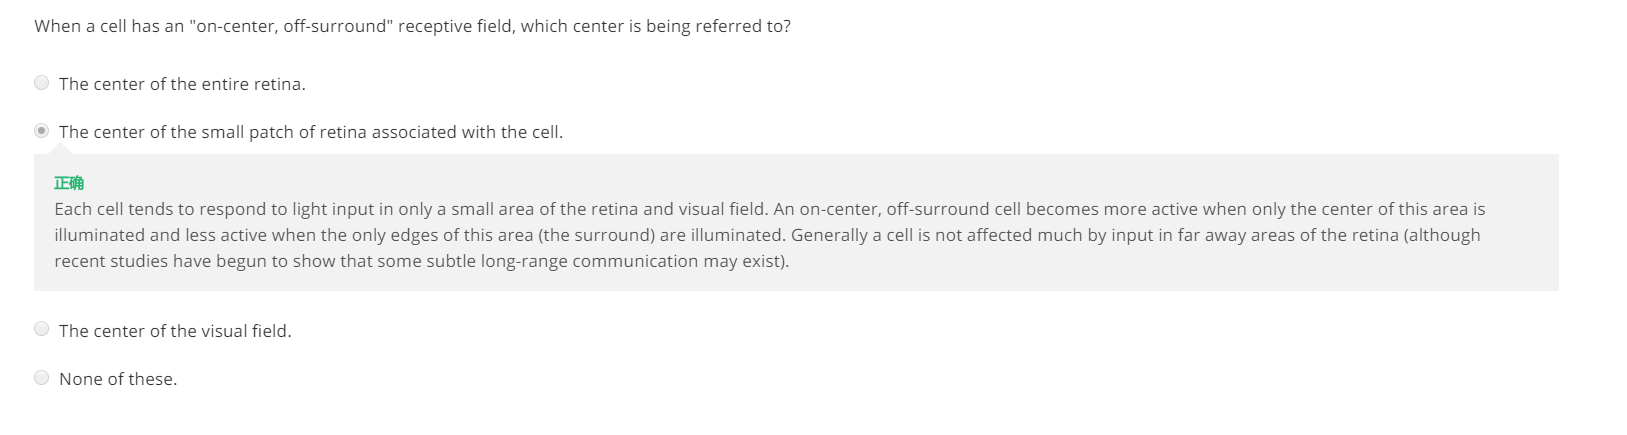 When a cell has an "on-center, off-surround" receptive field, which center is being referred to?
The center of the entire retina.
The center of the small patch of retina associated with the cell.
正确
Each cell tends to respond to light input in only a small area of the retina and visual field. An on-center, off-surround cell becomes more active when only the center of this area is
illuminated and less active when the only edges of this area (the surround) are illuminated. Generally a cell is not affected much by input in far away areas of the retina (although
recent studies have begun to show that some subtle long-range communication may exist).
The center of the visual field.
None of these.